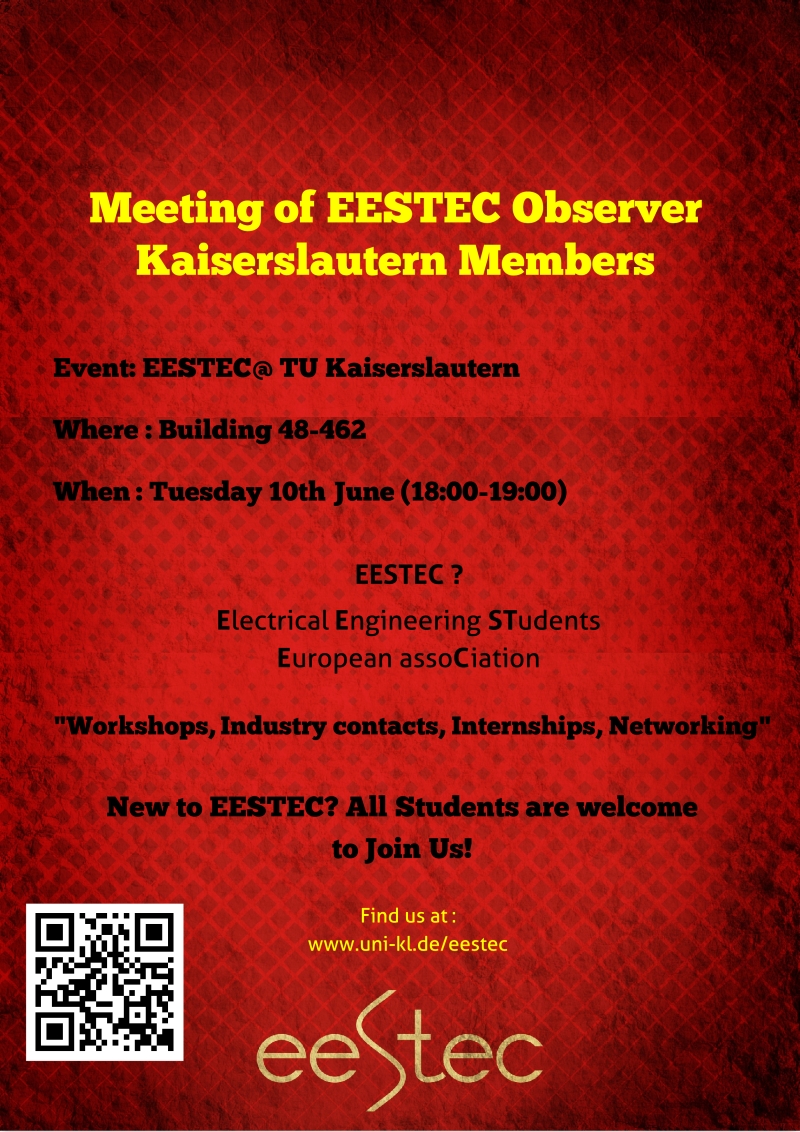 Meeting of EESTEC Observer
Kaiserslautern Members
Event: EESTEC@ TU Kaiserslautern
Where : Building 48-462
When : Tuesday 10th June (18:00-19:00)
EESTEC ?
Electrical Engineering STudents
European assoCiation
"Workshops, Industry contacts, Internships, Networking"
New to EESTEC? All Students are welcome
to Join Us!
Find us at :
www.uni-kl.de/eestec
eestec